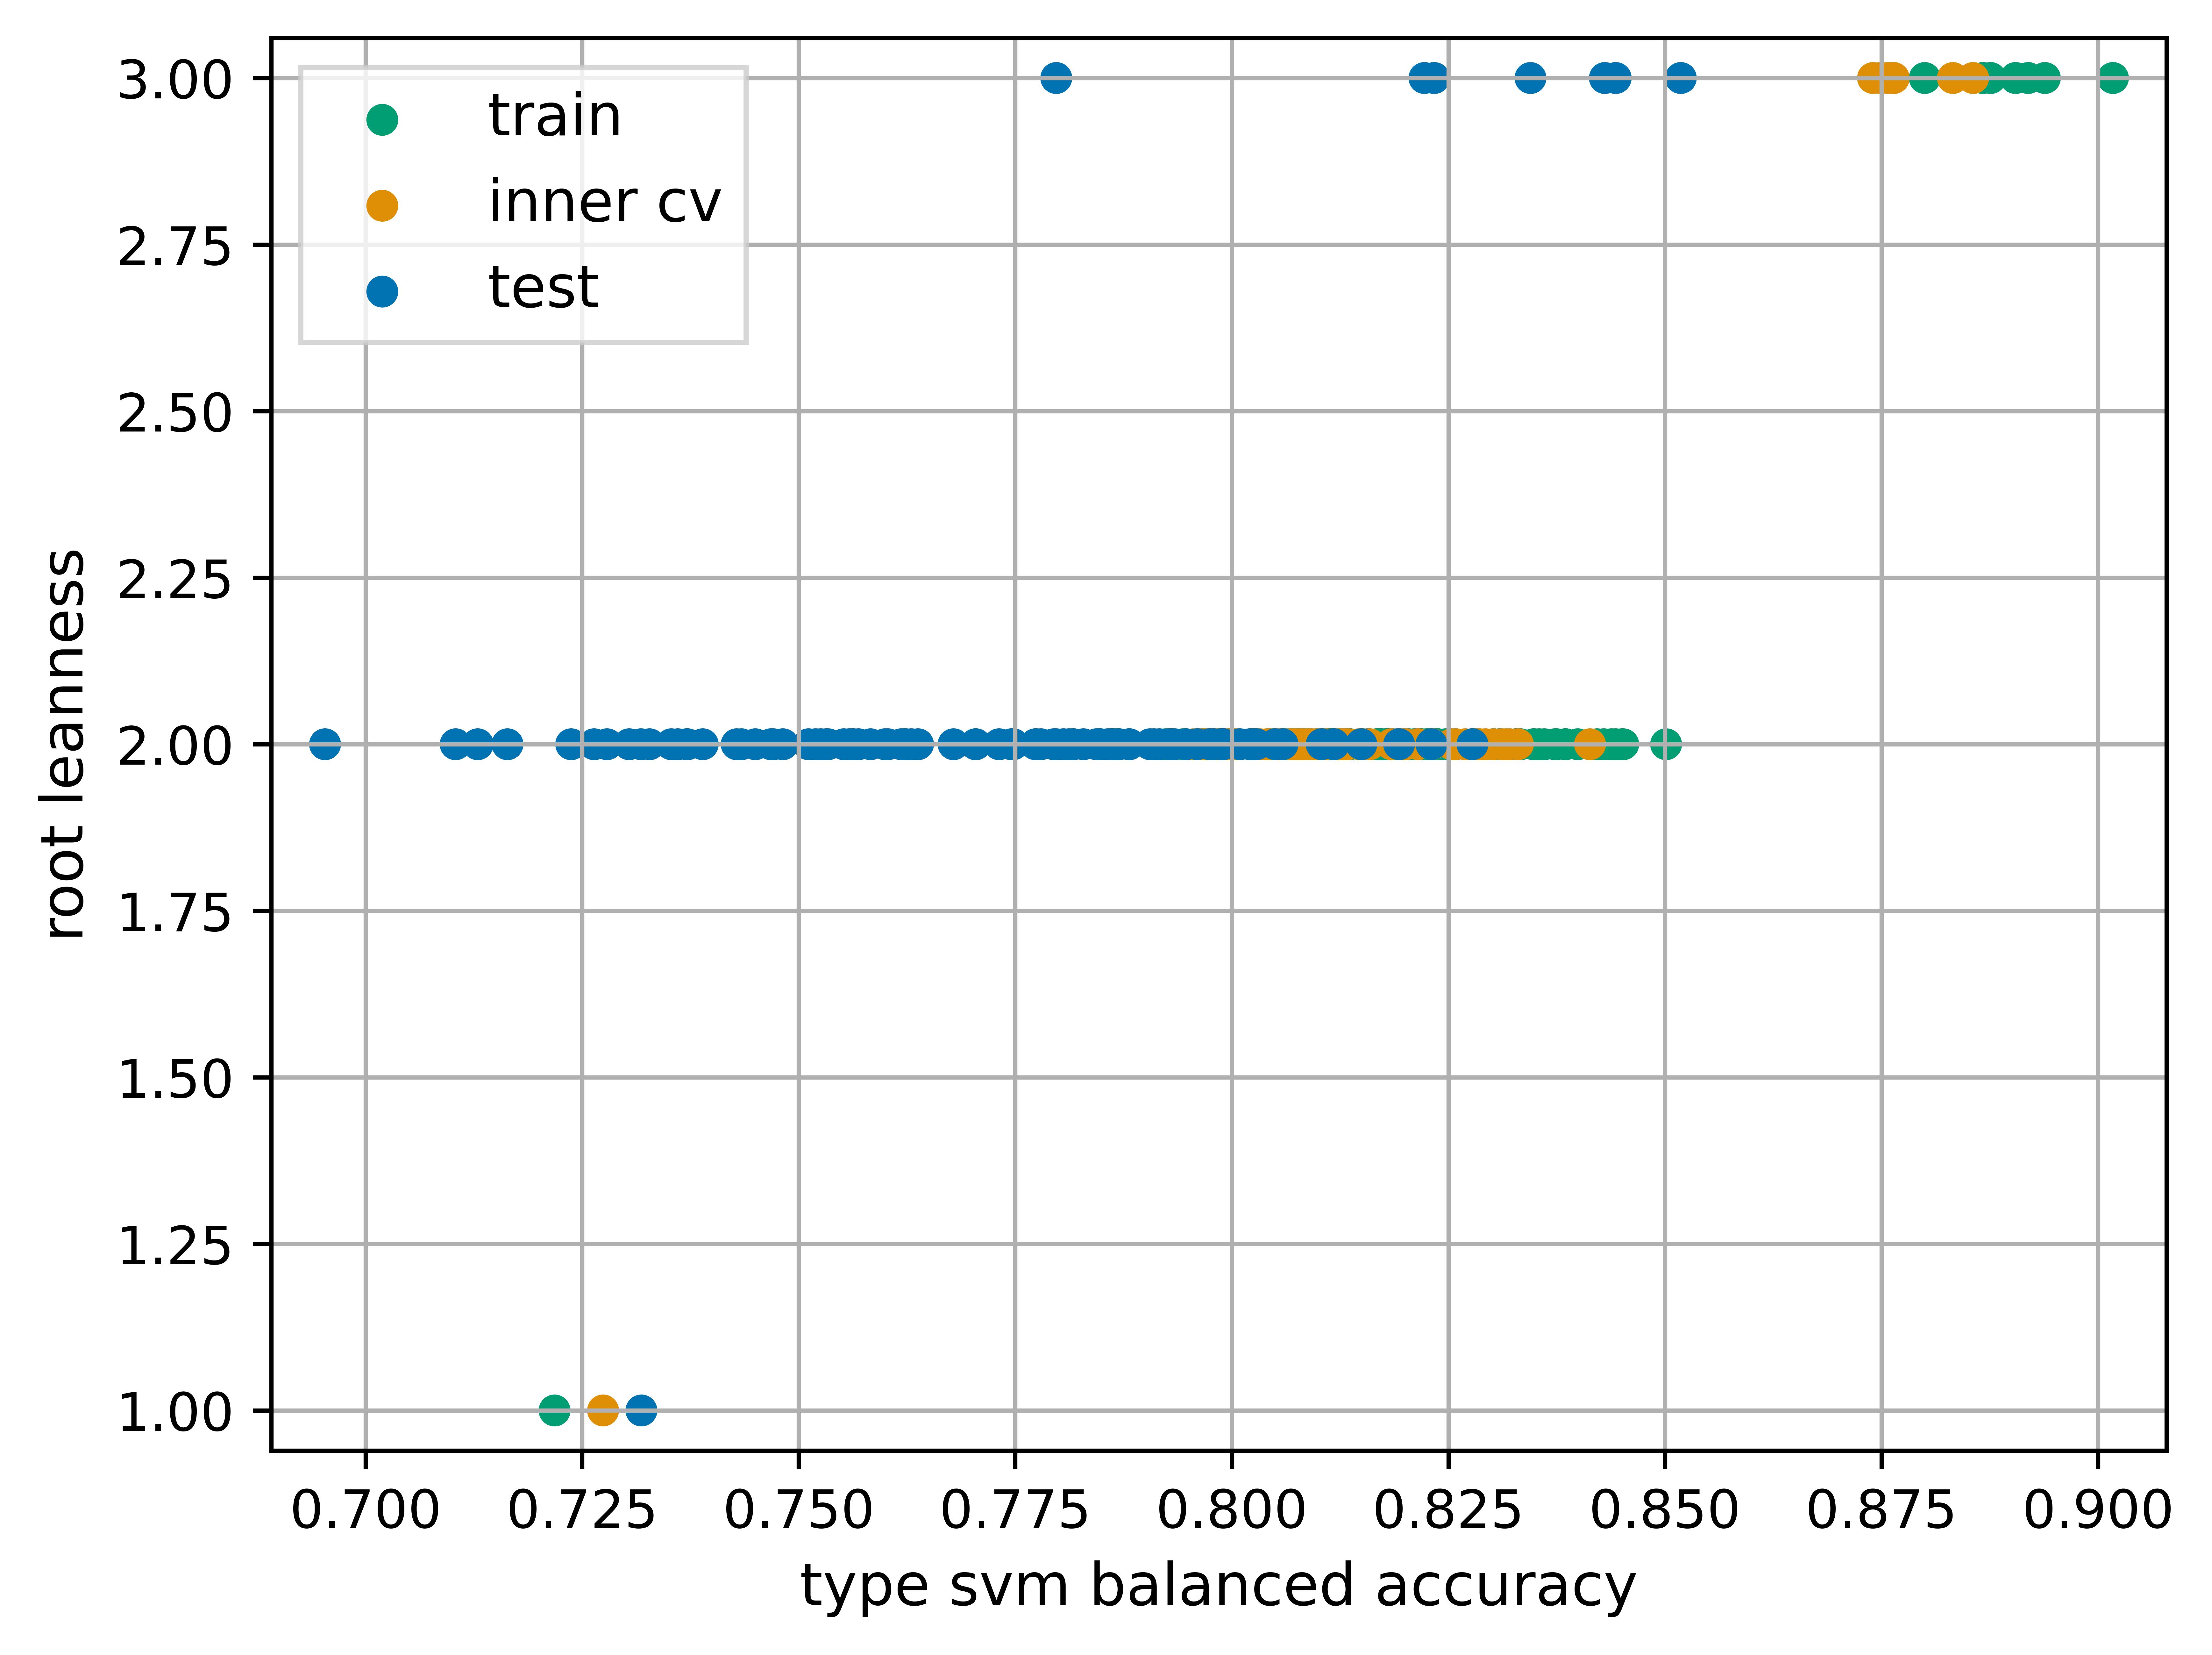 3.00
2.75
2.50
2.25
2.00
1.75
1.50
1.25
1.00
root leanness
train
inner cv
test
0.700 0.725 0.750 0.775 0.800 0.825 0.850 0.875 0.900
type svm balanced accuracy